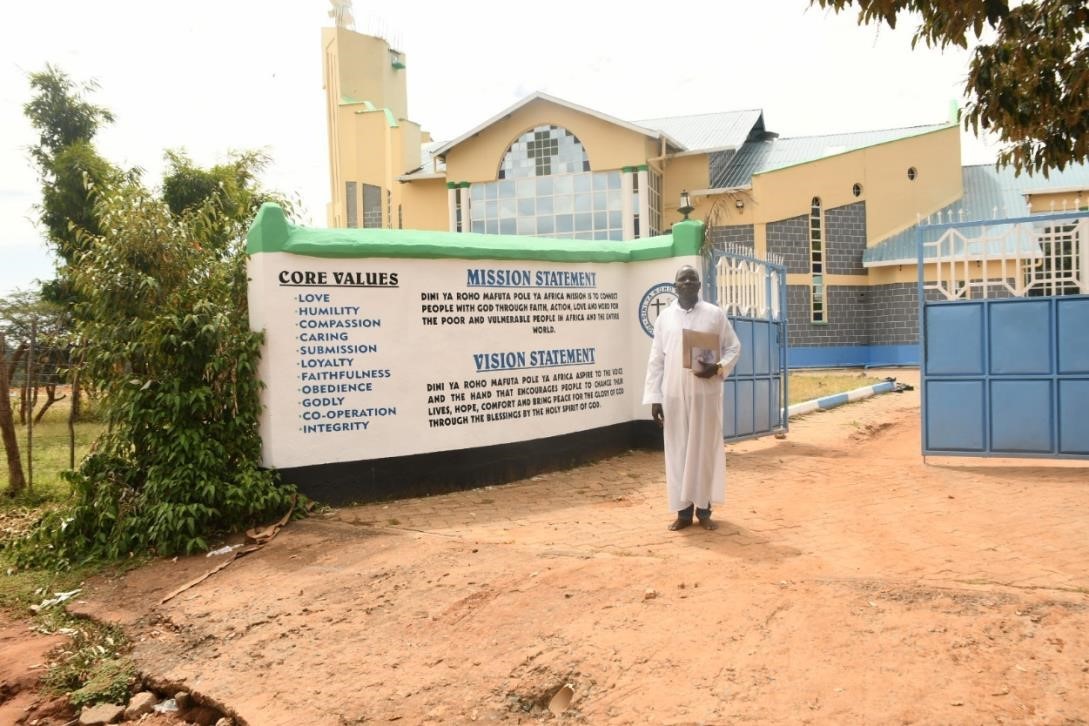 CORE VALUES
·LOVE
·HUMILITY
·COMPASSION
·CARING
·SUBMISSION
·LOYALTY
·FAITHFULNESS
·OBEDIENCE
·GODLY
·CO-OPERATION
·INTEGRITY
MISSION STATEMENT
DINI YA ROHO MAFUTA POLE YA AFRICA MISSION IS TO CONNECT
PEOPLE WITH GOD THROUGH FAITH, ACTION, LOVE AND WORD FOR
THE POOR AND VULNERABLE PEOPLE IN AFRICA AND THE ENTIRE
WORLD.
VISION STATEMENT
DINI YA ROHO MAFUTA POLE YA AFRICA ASPIRE TO THE VOICE
AND THE HAND THAT ENCOURAGES PEOPLE TO CHANGE THEIR
LIVES, HOPE, COMFORT AND BRING PEACE FOR THE GLORY OF GOD
THROUGH THE BLESSINGS BY THE HOLY SPIRIT OF GOD.